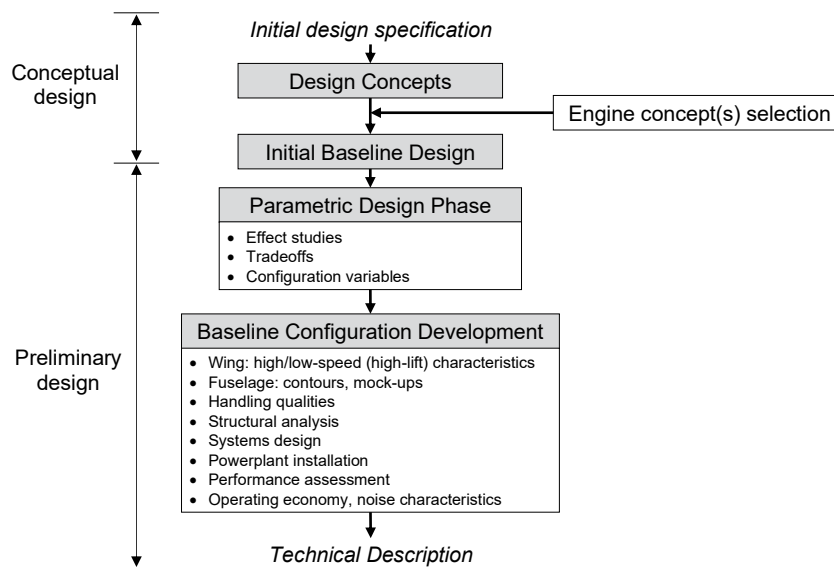 Initial design specification
Conceptual
design
Design Concepts
Engine concept(s) selection
Initial Baseline Design
Parametric Design Phase
• Effect studies
• Tradeoffs
• Configuration variables
Preliminary
design
Baseline Configuration Development
• Wing: high/low-speed (high-lift) characteristics
• Fuselage: contours, mock-ups
• Handling qualities
• Structural analysis
• Systems design
• Powerplant installation
• Performance assessment
• Operating economy, noise characteristics
Technical Description